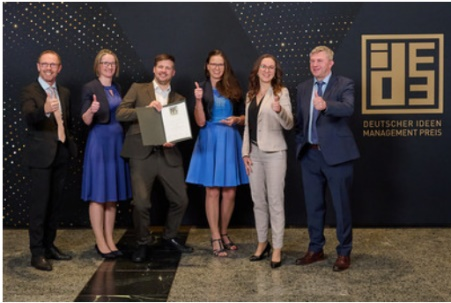 DEUTSCHER IDEEN
MANAGEMENT PREIS